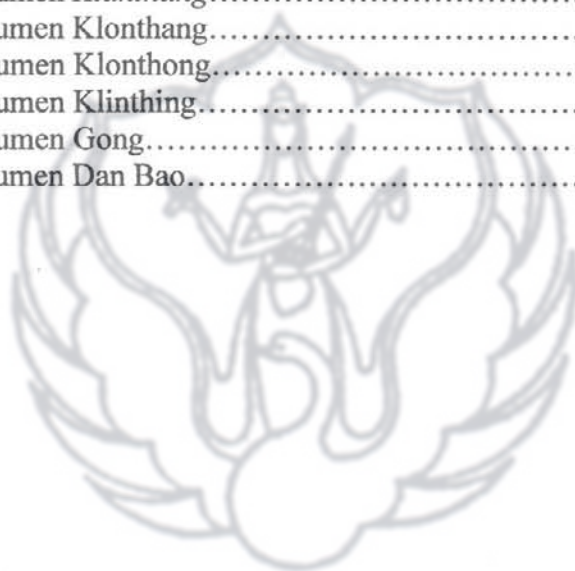 umen Klonthang..............................
umen Klonthong..............................
umen Klinthing................................
umen Gong.....................................
umen Dan Bao.................................